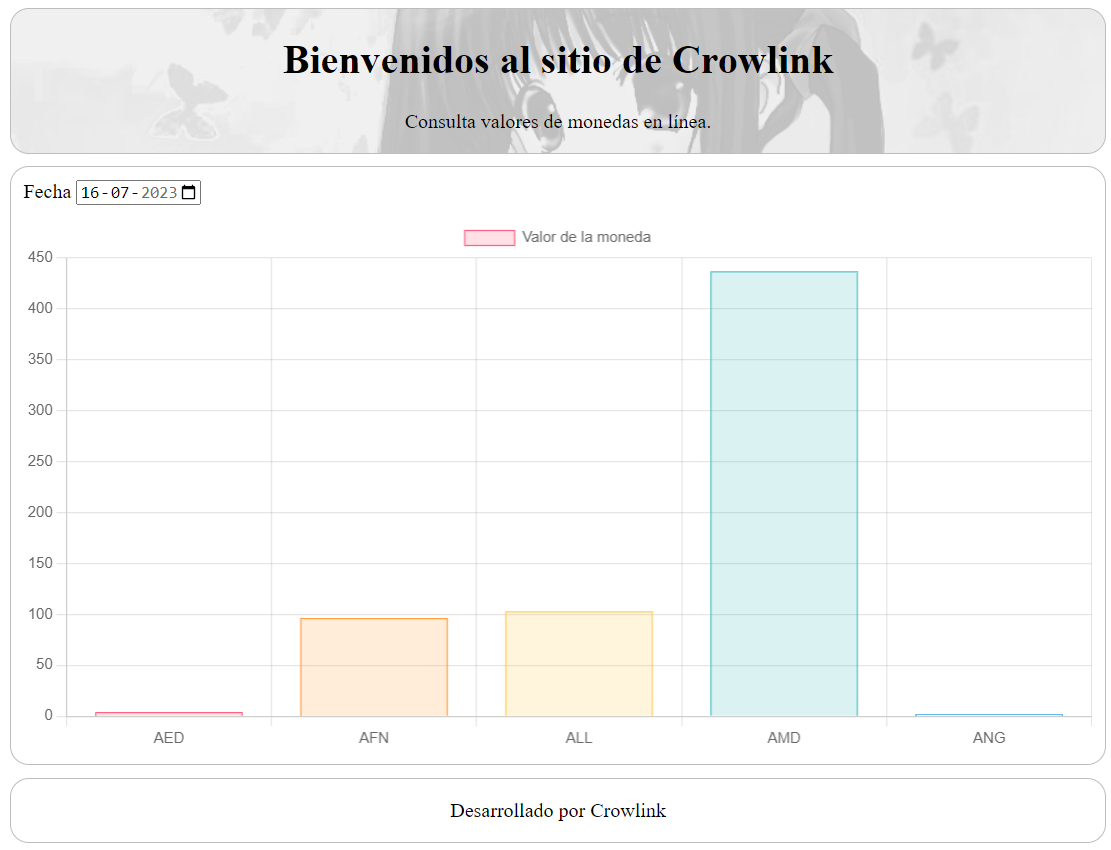 Bienvenidos al sitio de Crowlink
Consulta valores de monedas en línea.
Fecha 16-07-2023
Valor de la moneda
450
400
350
300
250
200
150
100
50
0
AED AFN ALL AMD ANG
Desarrollado por Crowlink